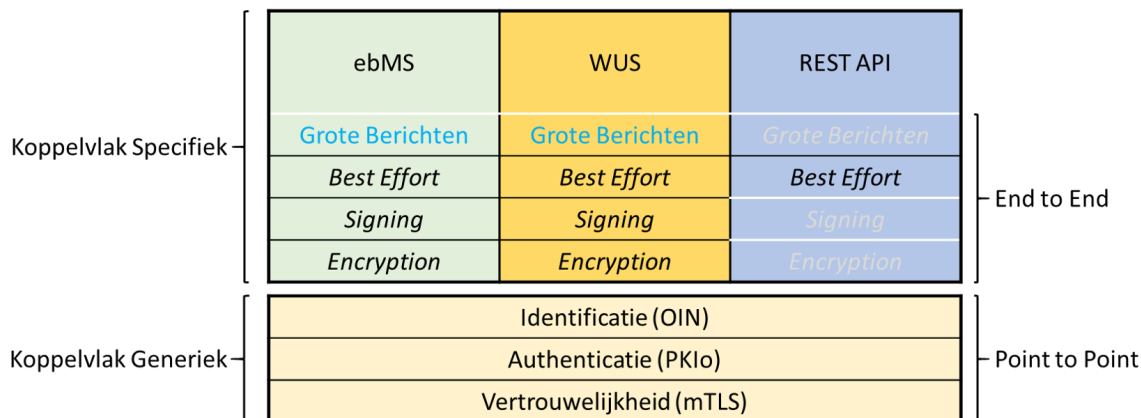 ebMS WUS REST API
Koppelvlak Specifiek
Grote Berichten Grote Berichten Grote Berichten
Best Effort Best Effort Best Effort
End to End
Signing Signing Signing
Encryption Encryption Encryption
Identificatie (OIN)
Koppelvlak Generiek
Authenticatie (PKIo)
Point to Point
Vertrouwelijkheid (mTLS)